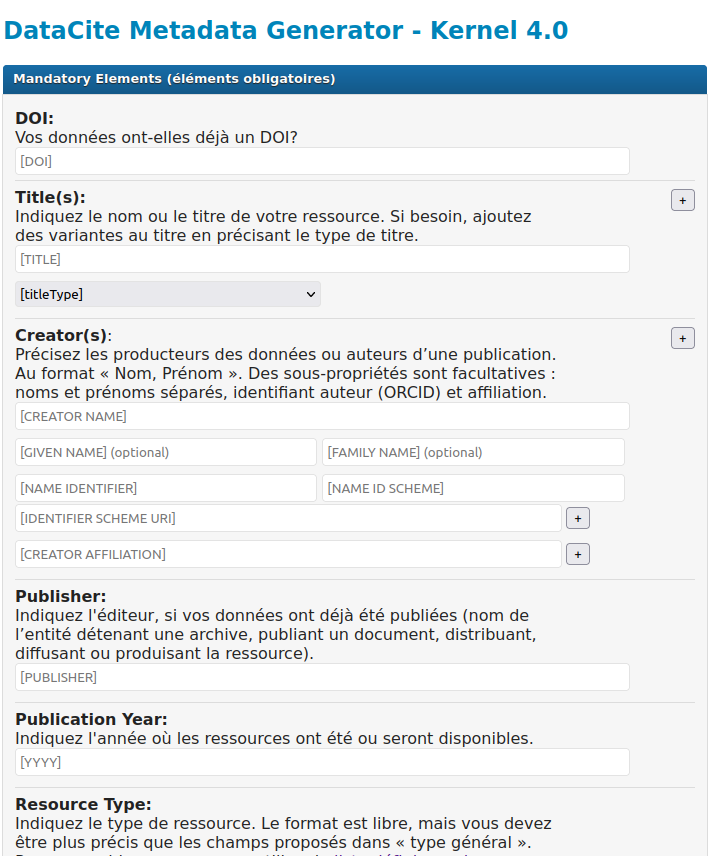 DataCite Metadata Generator - Kernel 4.0
Mandatory Elements (éléments obligatoires)
DOI:
Vos données ont-elles déjà un DOI?
[DOI]
Title(s):
+
Indiquez le nom ou le titre de votre ressource. Si besoin, ajoutez
des variantes au titre en précisant le type de titre.
[TITLE]
[titleType]
Creator(s):
+
Précisez les producteurs des données ou auteurs d’une publication.
Au format « Nom, Prénom ». Des sous-propriétés sont facultatives :
noms et prénoms séparés, identifiant auteur (ORCID) et affiliation.
[CREATOR NAME]
[GIVEN NAME] (optional) [FAMILY NAME] (optional)
[NAME IDENTIFIER] [NAME ID SCHEME]
[IDENTIFIER SCHEME URI] +
[CREATOR AFFILIATION] +
Publisher:
Indiquez l'éditeur, si vos données ont déjà été publiées (nom de
l’entité détenant une archive, publiant un document, distribuant,
diffusant ou produisant la ressource).
[PUBLISHER]
Publication Year:
Indiquez l'année où les ressources ont été ou seront disponibles.
[YYYY]
Resource Type:
Indiquez le type de ressource. Le format est libre, mais vous devez
être plus précis que les champs proposés dans « type général ».